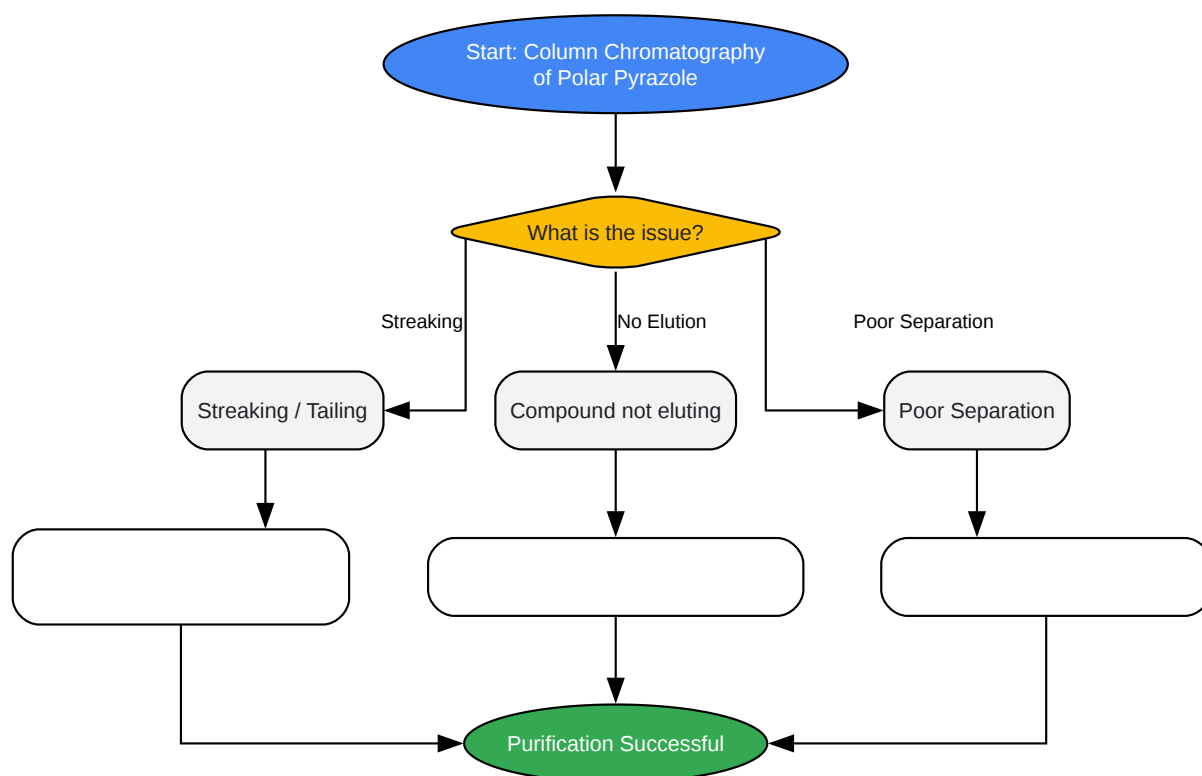 Start: Column Chromatography
of Polar Pyrazole
What is the issue?
Streaking
No Elution
Poor Separation
Streaking / Tailing
Compound not eluting
Poor Separation
Purification Successful